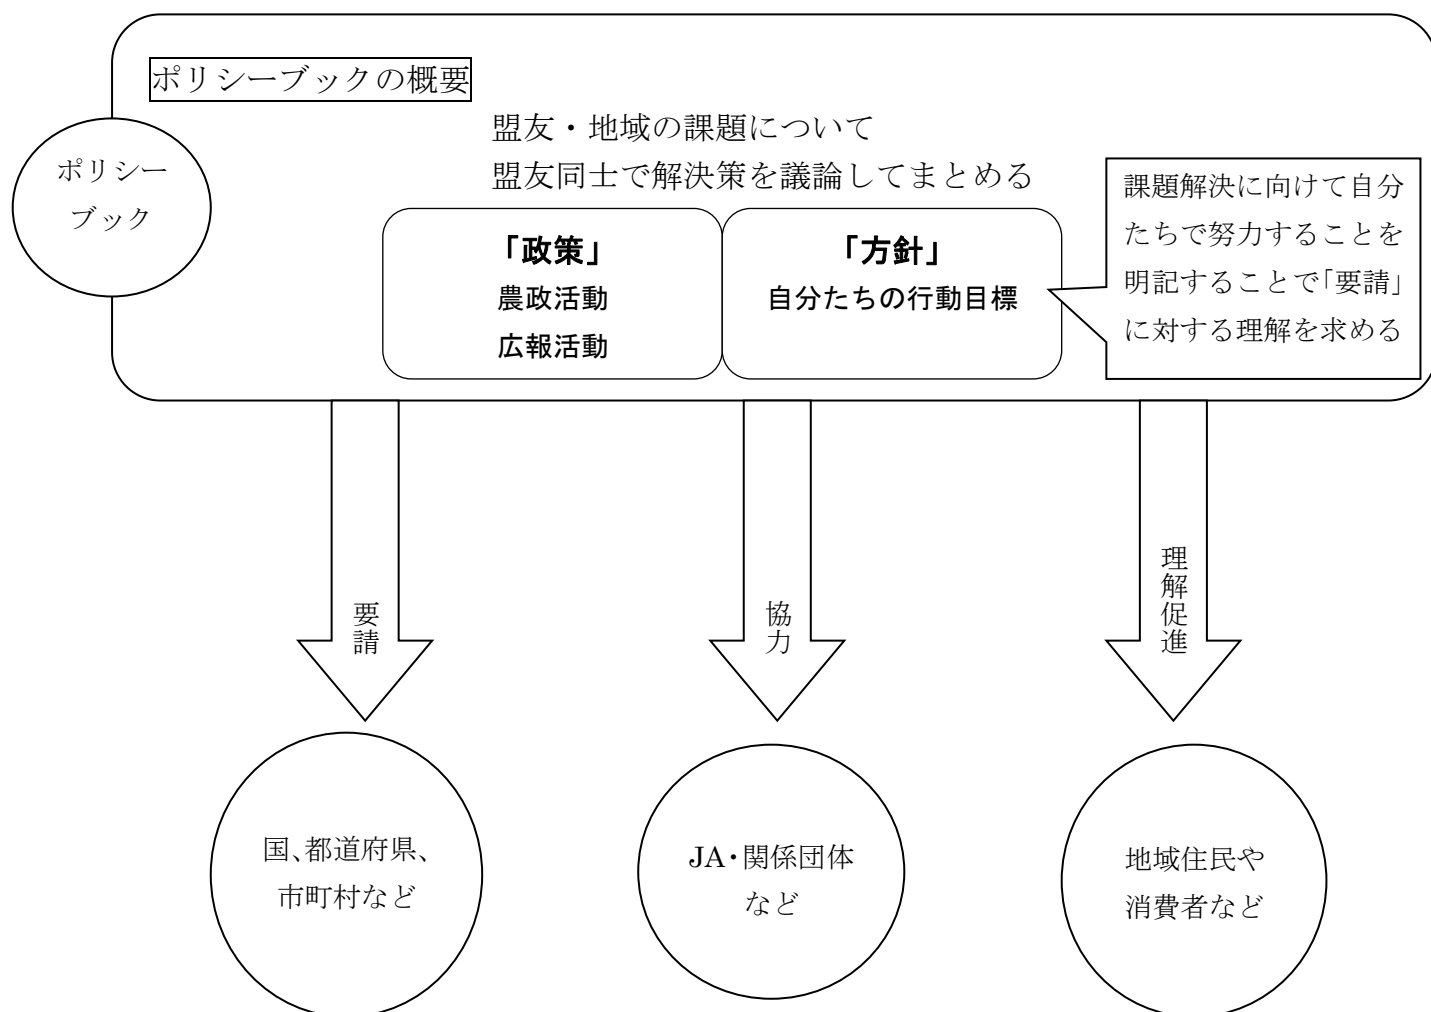 ポリシーブックの概要
盟友・地域の課題について
盟友同士で解決策を議論してまとめる
ポリシー
ブック
「政策」
農政活動
広報活動
「方針」
自分たちの行動目標
課題解決に向けて自分
たちで努力することを
明記することで「要請」
に対する理解を求める
要請
協力
理解促進
国、都道府県、
市町村など
JA・関係団体
など
地域住民や
消費者など